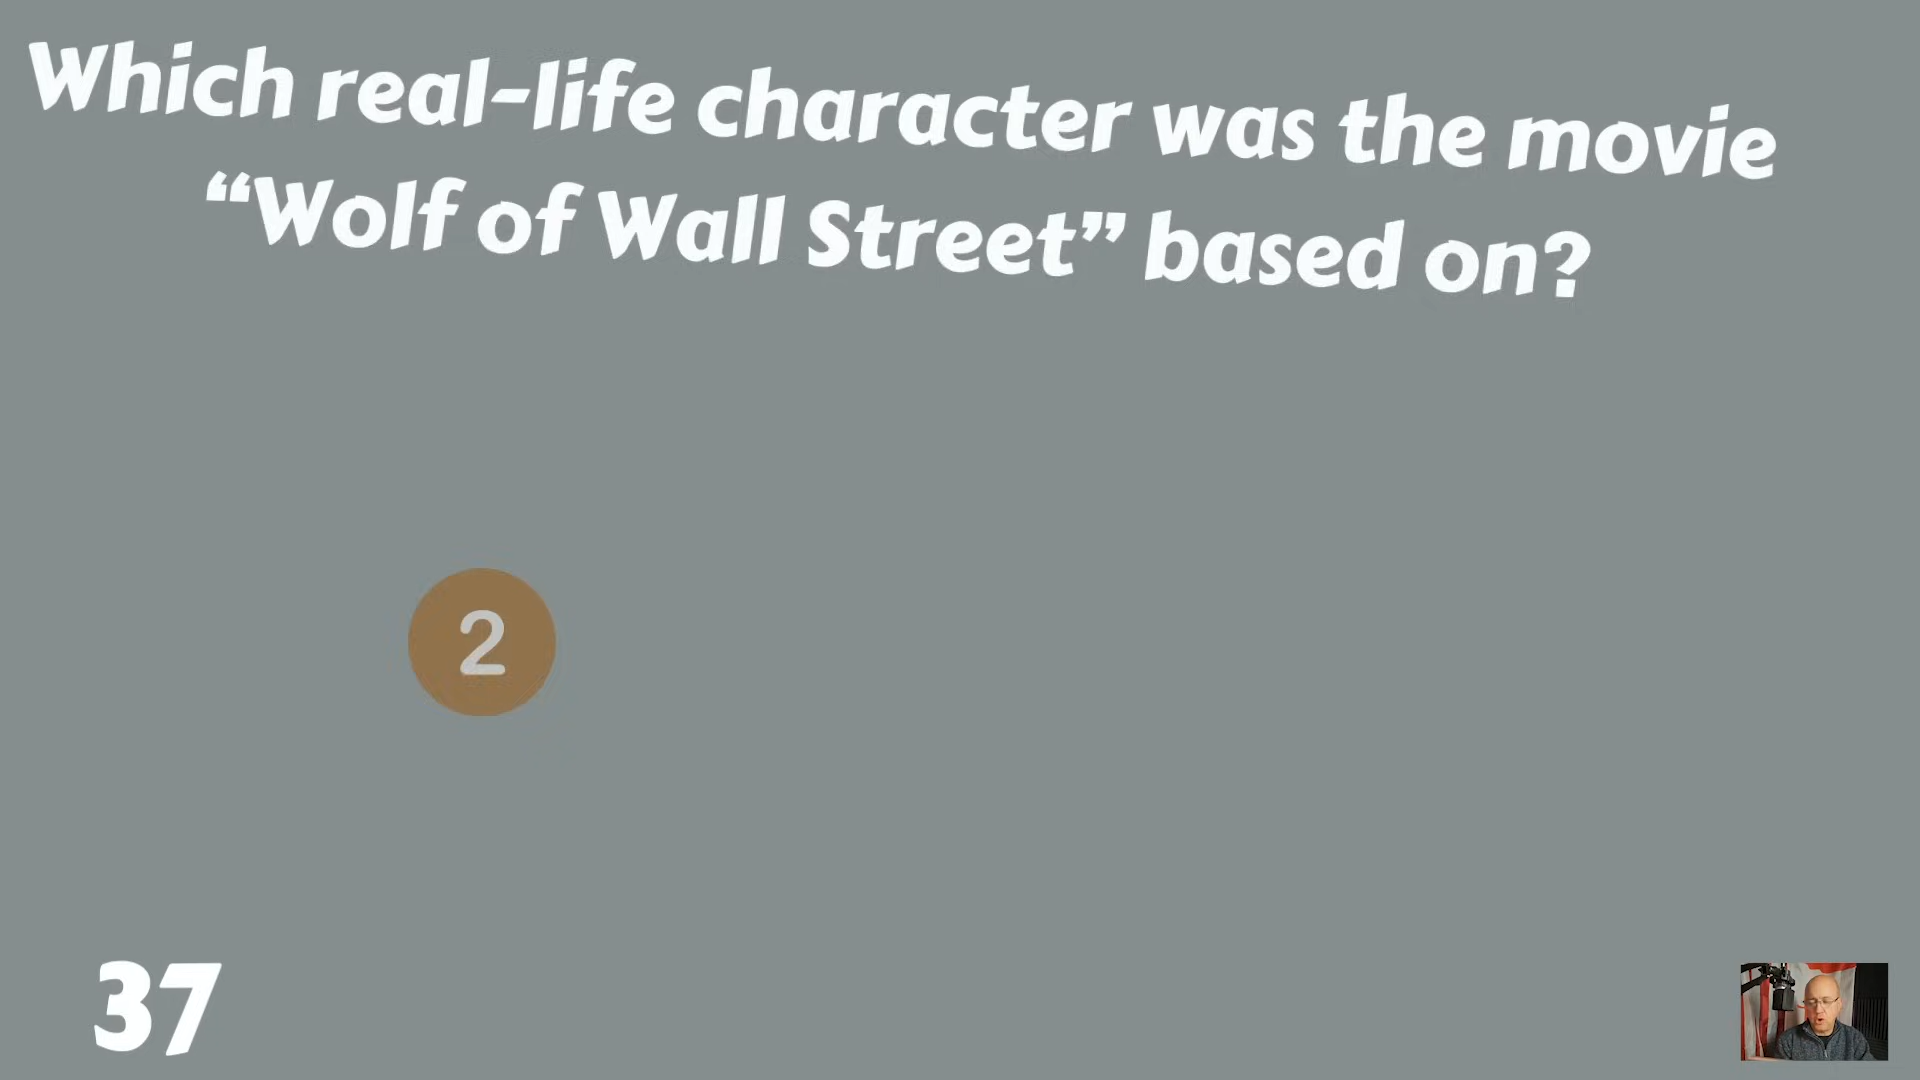 Which real-life character was the movie
“Wolf of Wall Street” based on?
2
37